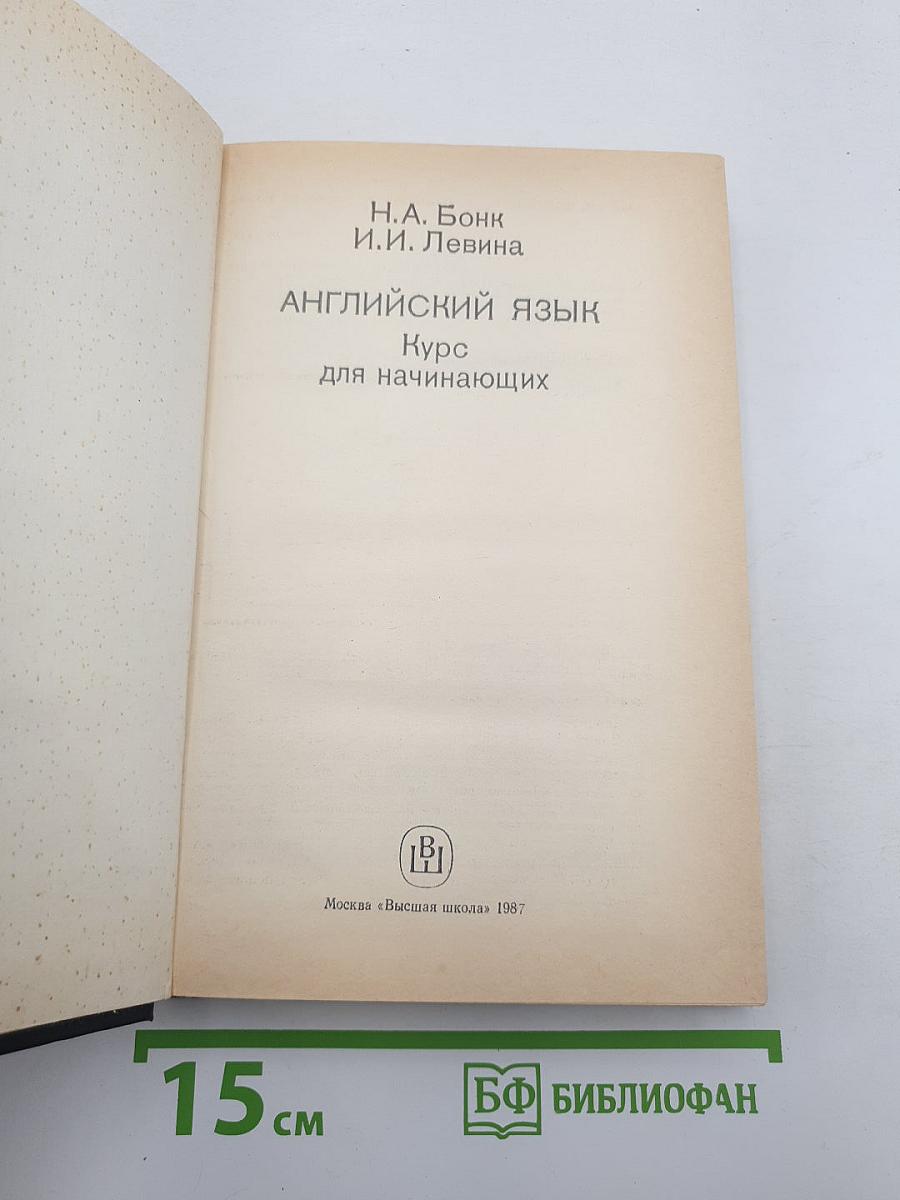 Н.А. Бонк
И.И. Левина
АНГЛИЙСКИЙ ЯЗЫК
Курс
для начинающих
ВШ
Москва «Высшая школа» 1987
15 см
БФ БИБЛИОФАН